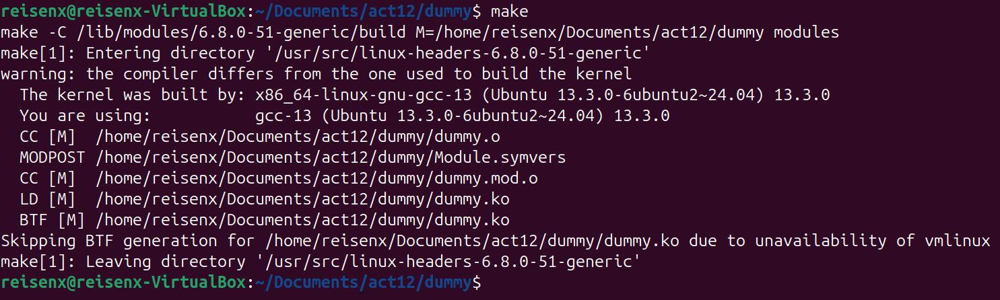 reisenx@reisenx-VirtualBox:~/Documents/act12/dummy$ make
make -C /lib/modules/6.8.0-51-generic/build M=/home/reisenx/Documents/act12/dummy modules
make[1]: Entering directory '/usr/src/linux-headers-6.8.0-51-generic'
warning: the compiler differs from the one used to build the kernel
  The kernel was built by: x86_64-linux-gnu-gcc-13 (Ubuntu 13.3.0-6ubuntu2~24.04) 13.3.0
  You are using:           gcc-13 (Ubuntu 13.3.0-6ubuntu2~24.04) 13.3.0
  CC [M]  /home/reisenx/Documents/act12/dummy/dummy.o
  MODPOST /home/reisenx/Documents/act12/dummy/Module.symvers
  CC [M]  /home/reisenx/Documents/act12/dummy/dummy.mod.o
  LD [M]  /home/reisenx/Documents/act12/dummy/dummy.ko
  BTF [M] /home/reisenx/Documents/act12/dummy/dummy.ko
Skipping BTF generation for /home/reisenx/Documents/act12/dummy/dummy.ko due to unavailability of vmlinux
make[1]: Leaving directory '/usr/src/linux-headers-6.8.0-51-generic'
reisenx@reisenx-VirtualBox:~/Documents/act12/dummy$